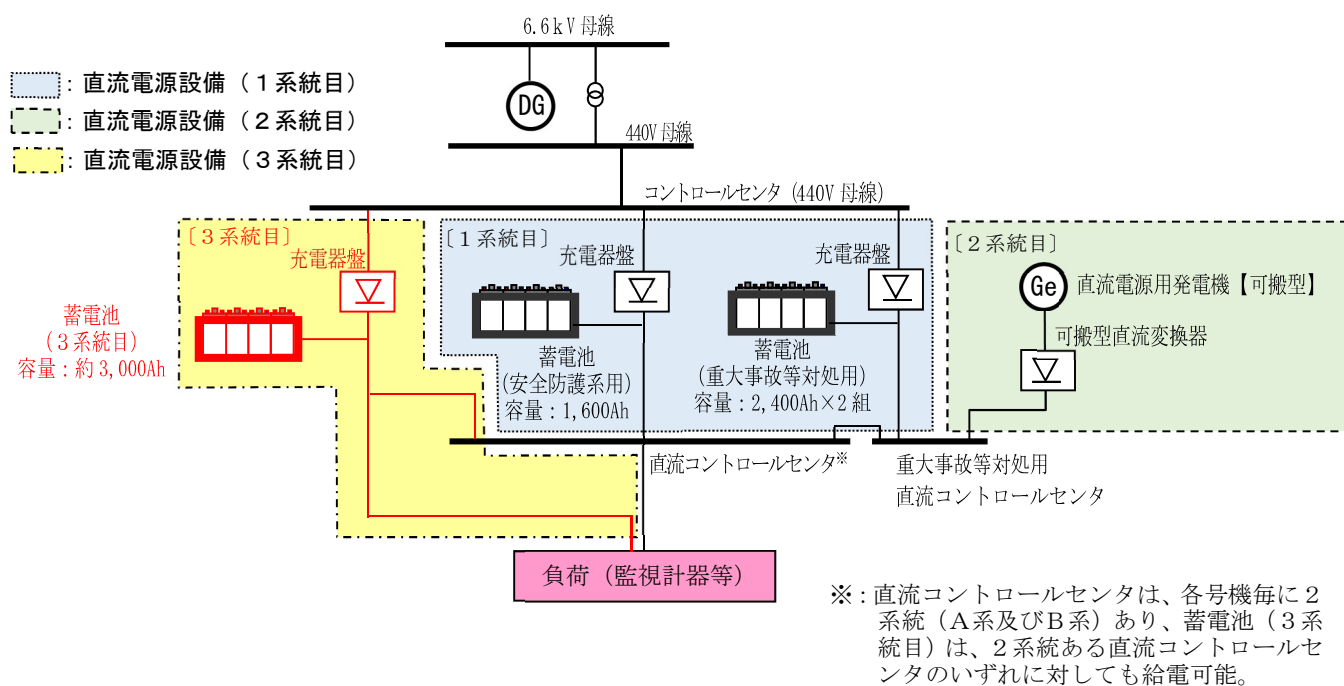 6.6kV 母線
DG
440V 母線
：直流電源設備（１系統目）
：直流電源設備（２系統目）
：直流電源設備（３系統目）
コントロールセンタ (440V 母線)
〔３系統目〕
充電器盤
蓄電池
(３系統目)
容量：約 3,000Ah
〔１系統目〕
充電器盤
蓄電池
(安全防護系用)
容量：1,600Ah
充電器盤
蓄電池
(重大事故等対処用)
容量：2,400Ah×２組
〔２系統目〕
Ge
直流電源用発電機【可搬型】
可搬型直流変換器
直流コントロールセンタ※
重大事故等対処用
直流コントロールセンタ
負荷（監視計器等）
※：直流コントロールセンタは、各号機毎に２
系統（Ａ系及びＢ系）あり、蓄電池（３系
統目）は、２系統ある直流コントロールセ
ンタのいずれに対しても給電可能。